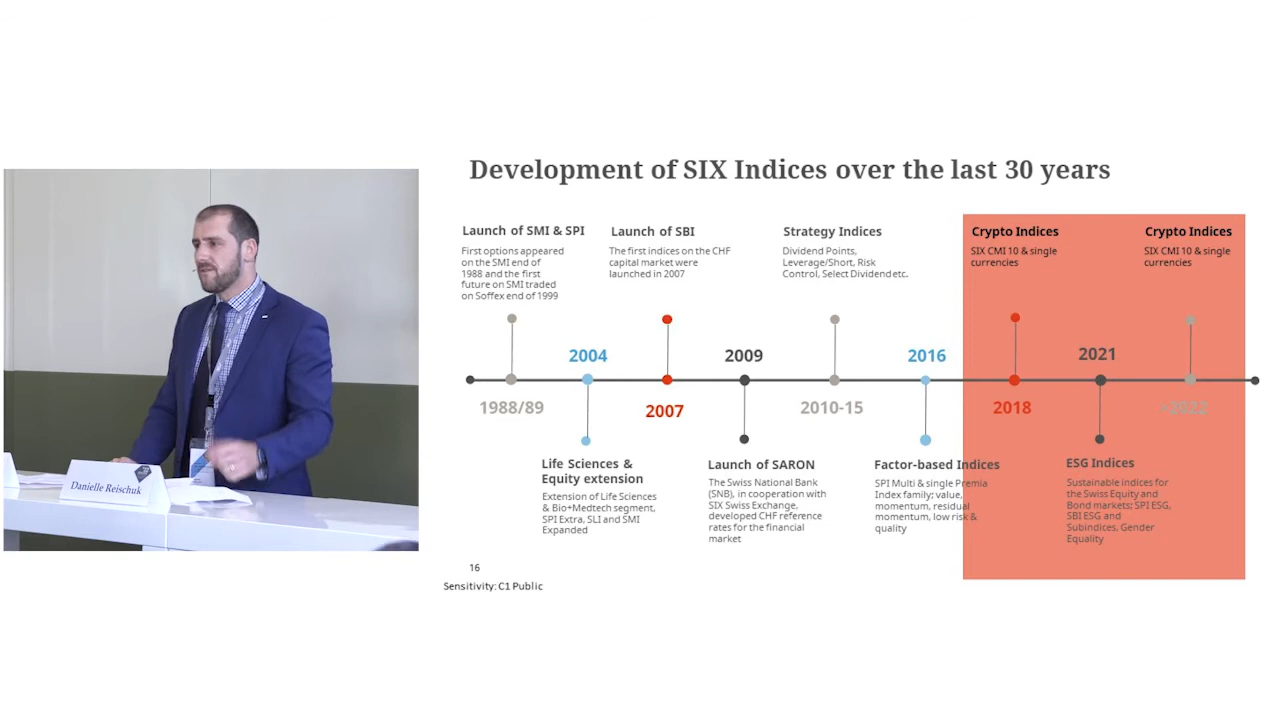 Development of SIX Indices over the last 30 years
Launch of SMI & SPI
First options appeared
on the SMI end of
1988 and the first
future on SMI traded
on Soffex end of 1999
Launch of SBI
The first indices on the CHF
capital market were
launched in 2007
Strategy Indices
Dividend Points,
Leverage/Short, Risk
Control, Select Dividend etc.
Crypto Indices
SIX CMI 10 & single
currencies
Crypto Indices
SIX CMI 10 & single
currencies
2004
2009
2016
2021
1988/89
2007
2010-15
2018
>2022
Life Sciences &
Equity extension
Extension of Life Sciences
& Bio+Medtech segment,
SPI Extra, SLI and SMI
Expanded
Launch of SARON
The Swiss National Bank
(SNB), in cooperation with
SIX Swiss Exchange,
developed CHF reference
rates for the financial
market
Factor-based Indices
SPI Multi & single Premia
Index family; value,
momentum, residual
momentum, low risk &
quality
ESG Indices
Sustainable indices for
the Swiss Equity and
Bond markets; SPI ESG,
SBI ESG and
Subindices, Gender
Equality
Danielle Reischuk
16
Sensitivity: C1 Public